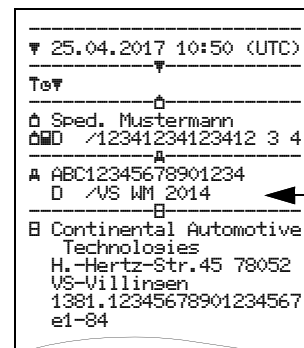 ▼ 25.04.2017 10:50 (UTC)
T⊙▼
Sped. Mustermann
D /12341234123412 3 4
ABC12345678901234
D /VS WM 2014
Continental Automotive
Technologies
H.-Hertz-Str.45 78052
VS-Villingen
1381.12345678901234567
e1-84